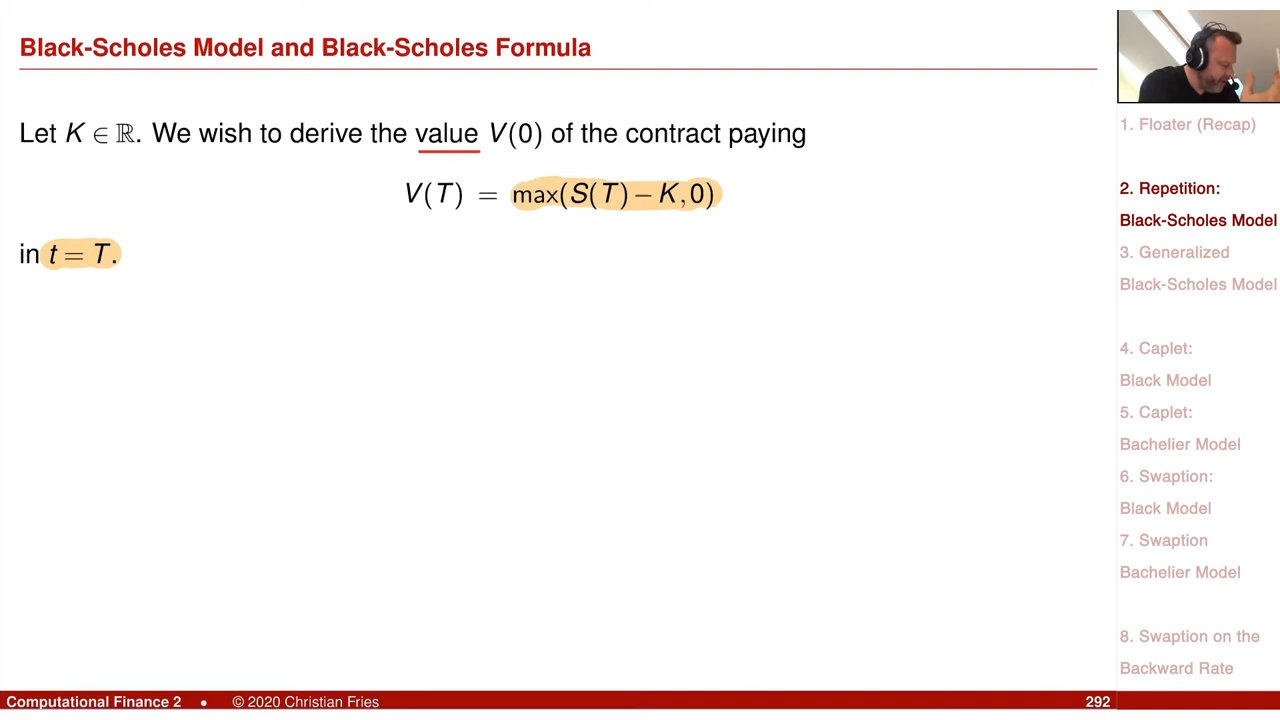 Black-Scholes Model and Black-Scholes Formula
Let K ∈ ℝ. We wish to derive the value V(0) of the contract paying
V(T) = max(S(T) − K, 0)
in t = T.
1. Floater (Recap)
2. Repetition:
Black-Scholes Model
3. Generalized
Black-Scholes Model
4. Caplet:
Black Model
5. Caplet:
Bachelier Model
6. Swaption:
Black Model
7. Swaption
Bachelier Model
8. Swaption on the
Backward Rate
Computational Finance 2 • © 2020 Christian Fries 292